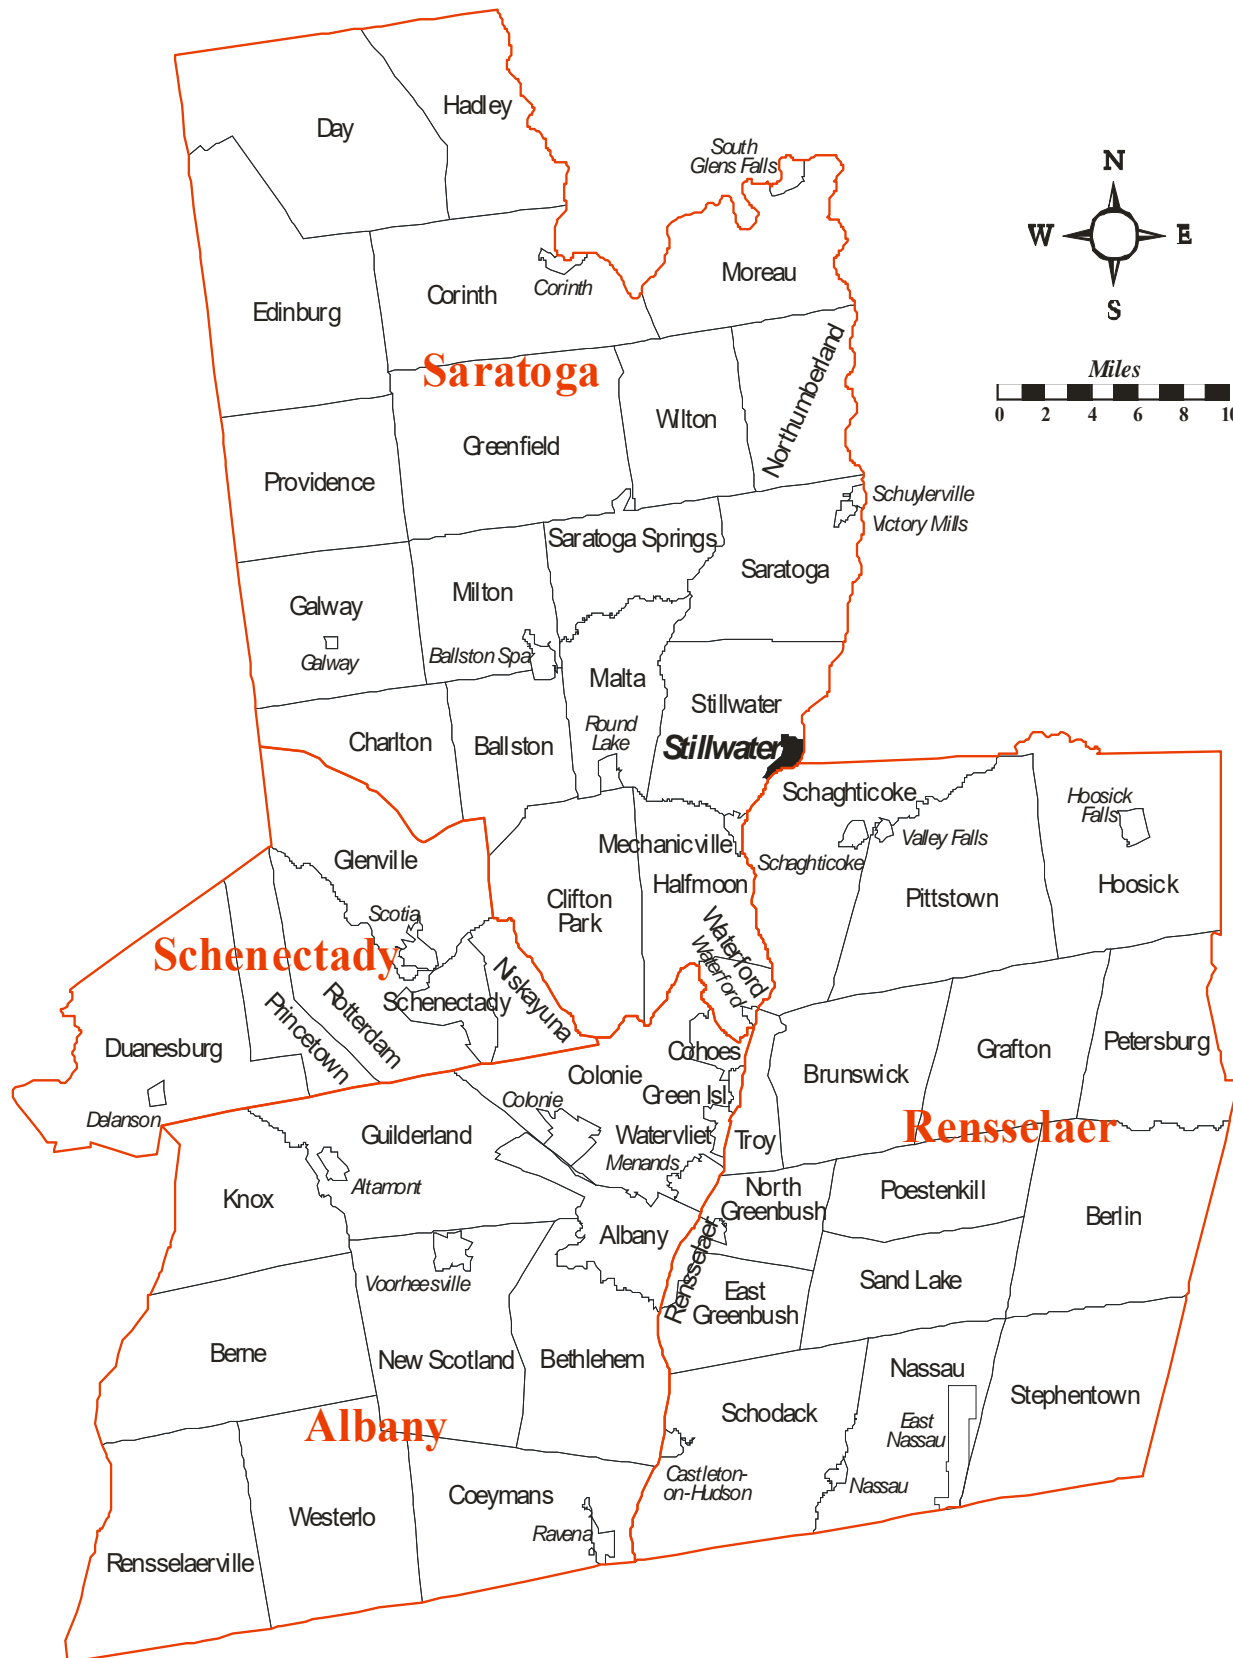 Hadley
Day
South
Glens Falls
N
W
E
S
Moreau
Corinth
Corinth
Edinburg
Saratoga
Northumberland
Miles
0 2 4 6 8 10
Wilton
Greenfield
Providence
Schuylerville
Victory Mills
Saratoga Springs
Saratoga
Milton
Galway
Galway
Ballston Spa
Malta
Stillwater
Round
Lake
Charlton
Ballston
Stillwater
Schaghticoke
Hoosick
Falls
Valley Falls
Mechanicville
Schaghticoke
Glenville
Halfmoon
Hoosick
Pittstown
Clifton
Park
Scotia
Waterford
Waterford
Schenectady
Niskayuna
Schenectady
Rotterdam
Princetown
Duanesburg
Cohoes
Grafton
Petersburg
Colonie
Brunswick
Green Isl.
Colonie
Delanson
Rensselaer
Guilderland
Watervliet
Troy
Menands
Altamont
Knox
North
Greenbush
Poestenkill
Berlin
Albany
Rensselaer
Voorheesville
Sand Lake
East
Greenbush
Berne
New Scotland
Bethlehem
Nassau
Stephentown
Schodack
Albany
East
Nassau
Castleton-
on-Hudson
Nassau
Coeymans
Westerlo
Ravena
Rensselaerville